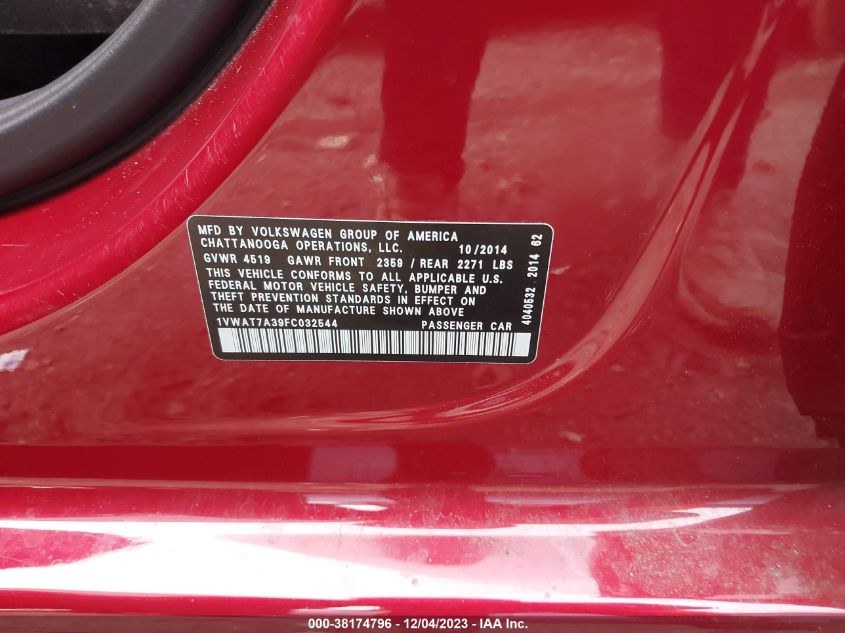 MFD BY VOLKSWAGEN GROUP OF AMERICA
CHATTANOOGA OPERATIONS, LLC. 10/2014
GVWR 4519 GAWR FRONT 2359 / REAR 2271 LBS
THIS VEHICLE CONFORMS TO ALL APPLICABLE U.S.
FEDERAL MOTOR VEHICLE SAFETY, BUMPER AND
THEFT PREVENTION STANDARDS IN EFFECT ON
THE DATE OF MANUFACTURE SHOWN ABOVE
1VWAT7A39FC032544 PASSENGER CAR
4040532 2014 62
000-38174796 - 12/04/2023 - IAA Inc.